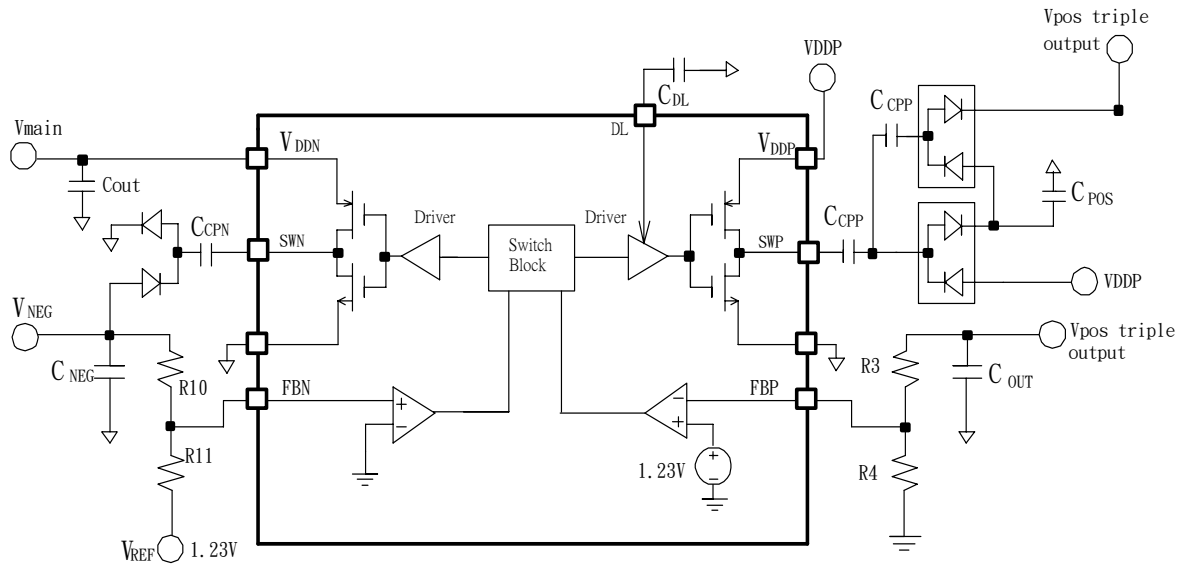 Vpos triple
output
VDDP
CDL
CCPP
Vmain
DL
VDDN
VDDP
Cout
CPOS
CCPN
Driver
Driver
CCPP
SWN
Switch
Block
SWP
VDDP
VNEG
Vpos triple
output
CNEG
R10
R3
COUT
FBN
FBP
+
-
-
+
R11
1.23V
+
-
R4
VREF
1.23V